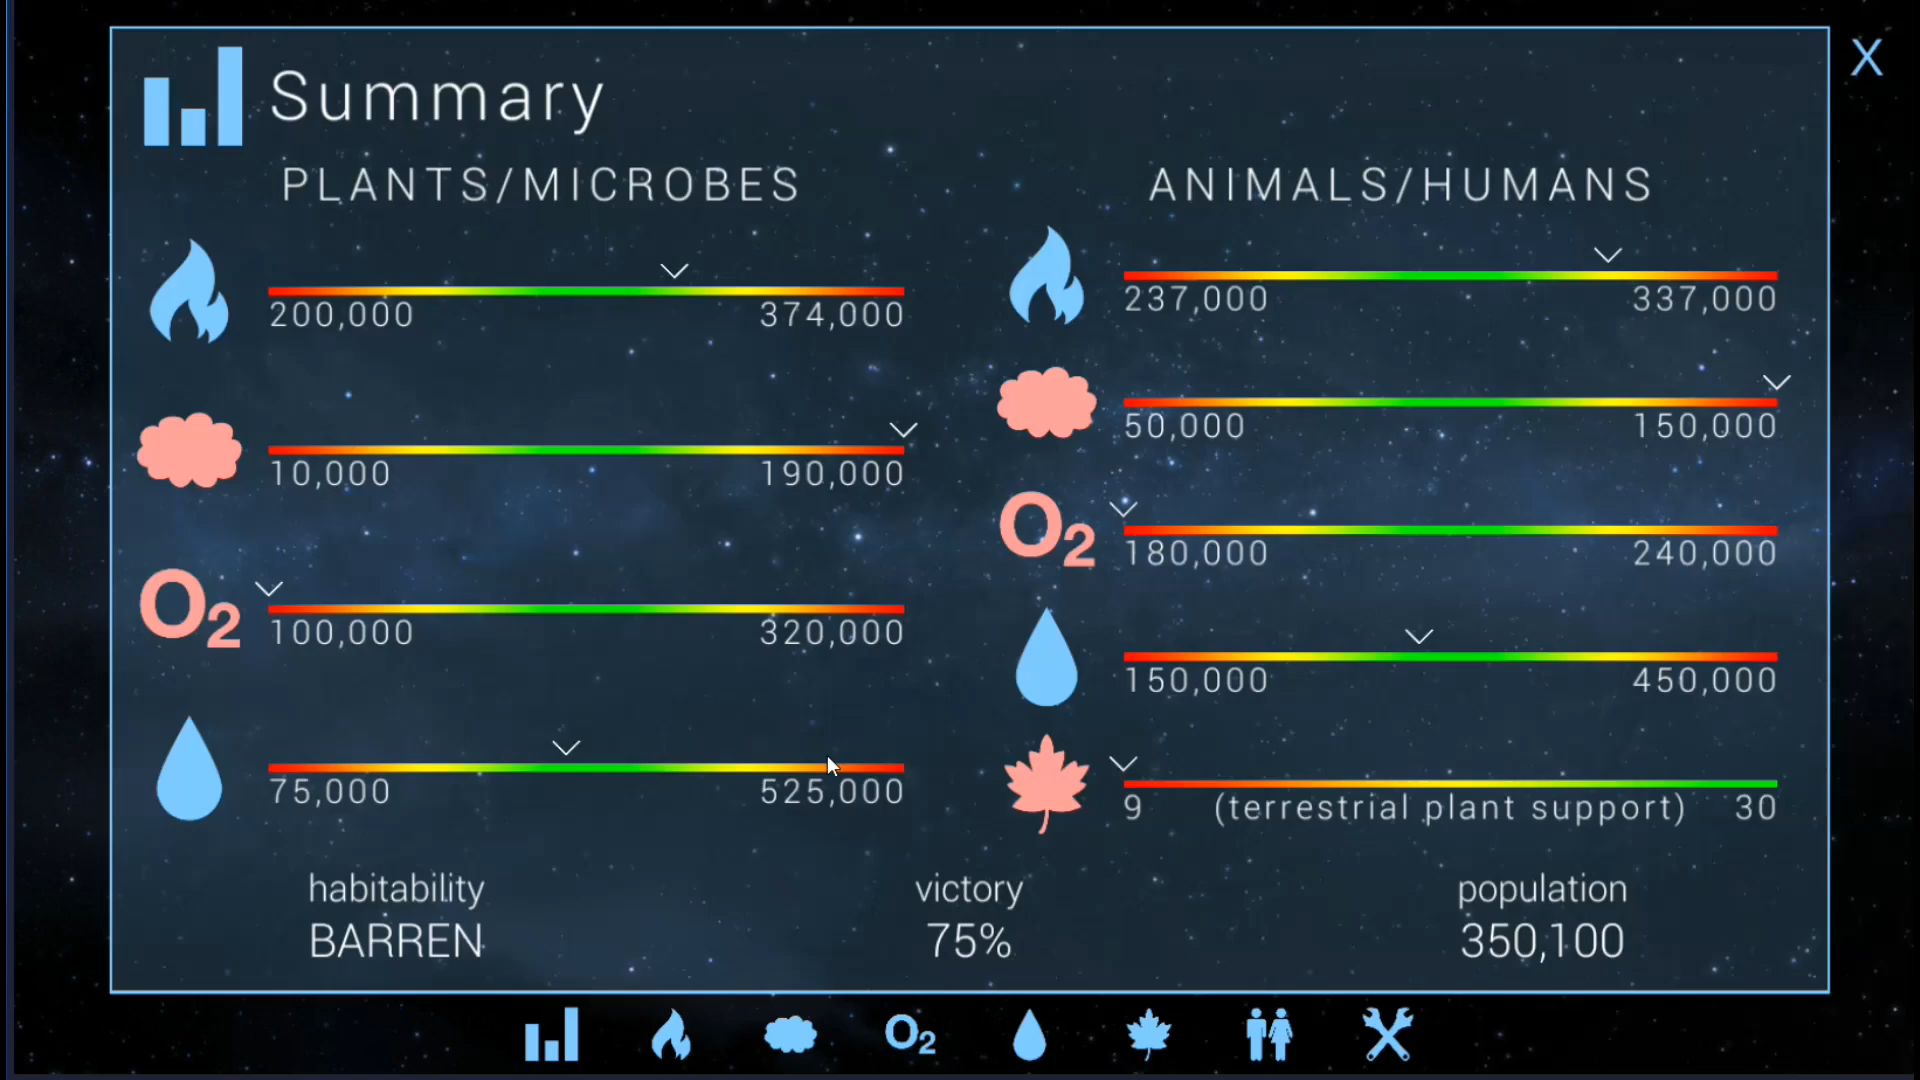 Summary
X
PLANTS/MICROBES
200,000 374,000
10,000 190,000
O2
100,000 320,000
75,000 525,000
ANIMALS/HUMANS
237,000 337,000
50,000 150,000
O2
180,000 240,000
150,000 450,000
9 (terrestrial plant support) 30
habitability
BARREN
victory
75%
population
350,100
O2